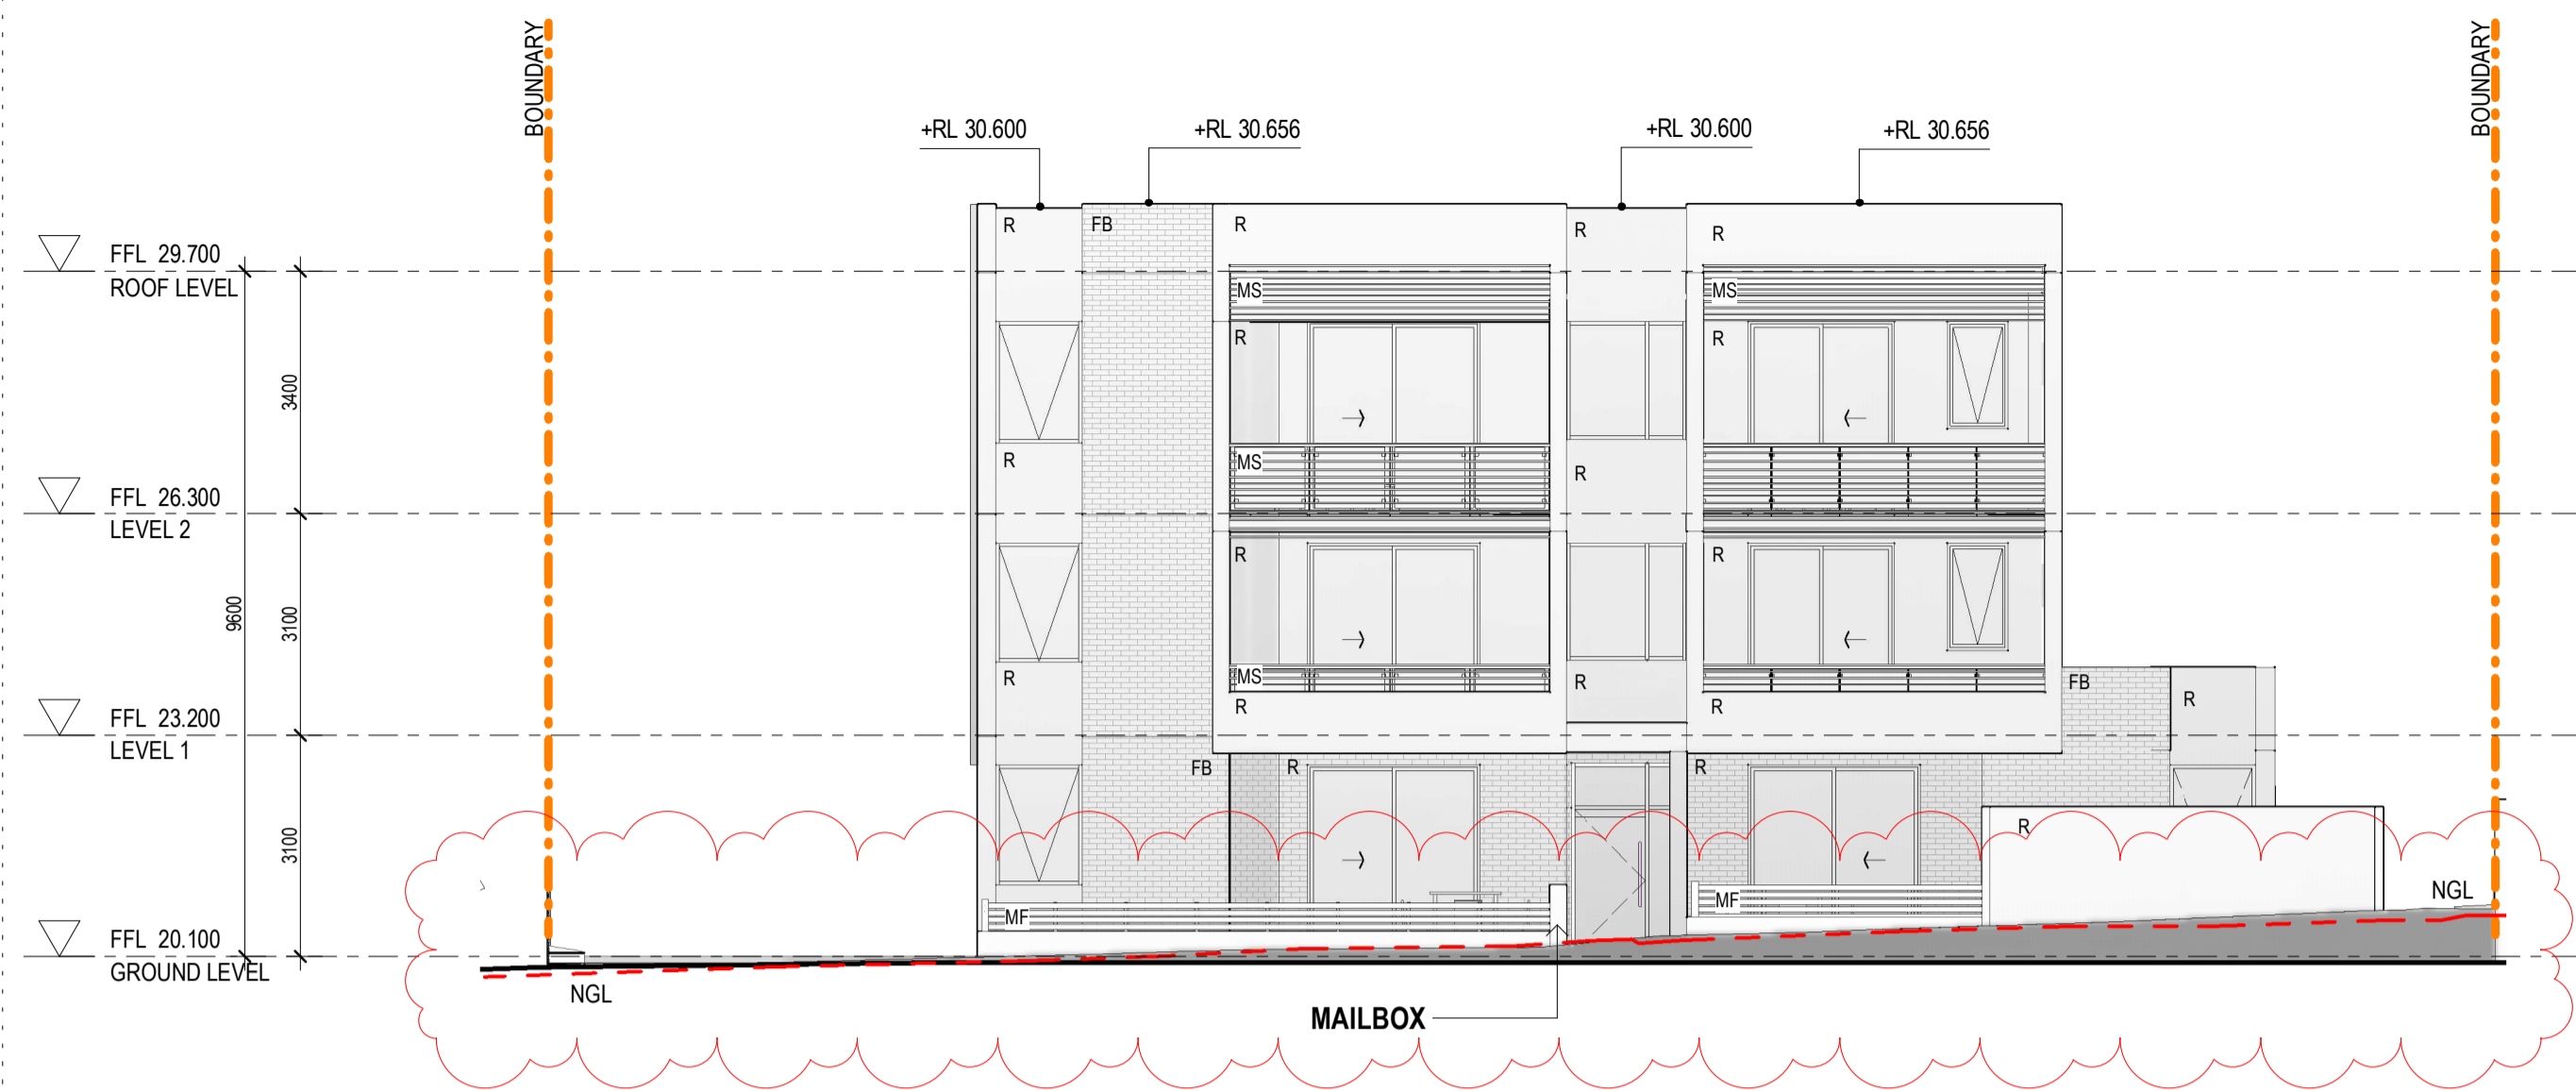 BOUNDARY
BOUNDARY
+RL 30.600
+RL 30.656
+RL 30.600
+RL 30.656
R
FB
R
R
R
FFL 29.700
ROOF LEVEL
MS
MS
R
R
3400
R
MS
R
FFL 26.300
LEVEL 2
R
R
9600
3100
R
MS
R
FB
R
R
R
FFL 23.200
LEVEL 1
FB
R
R
R
3100
MF
MF
NGL
FFL 20.100
GROUND LEVEL
NGL
MAILBOX